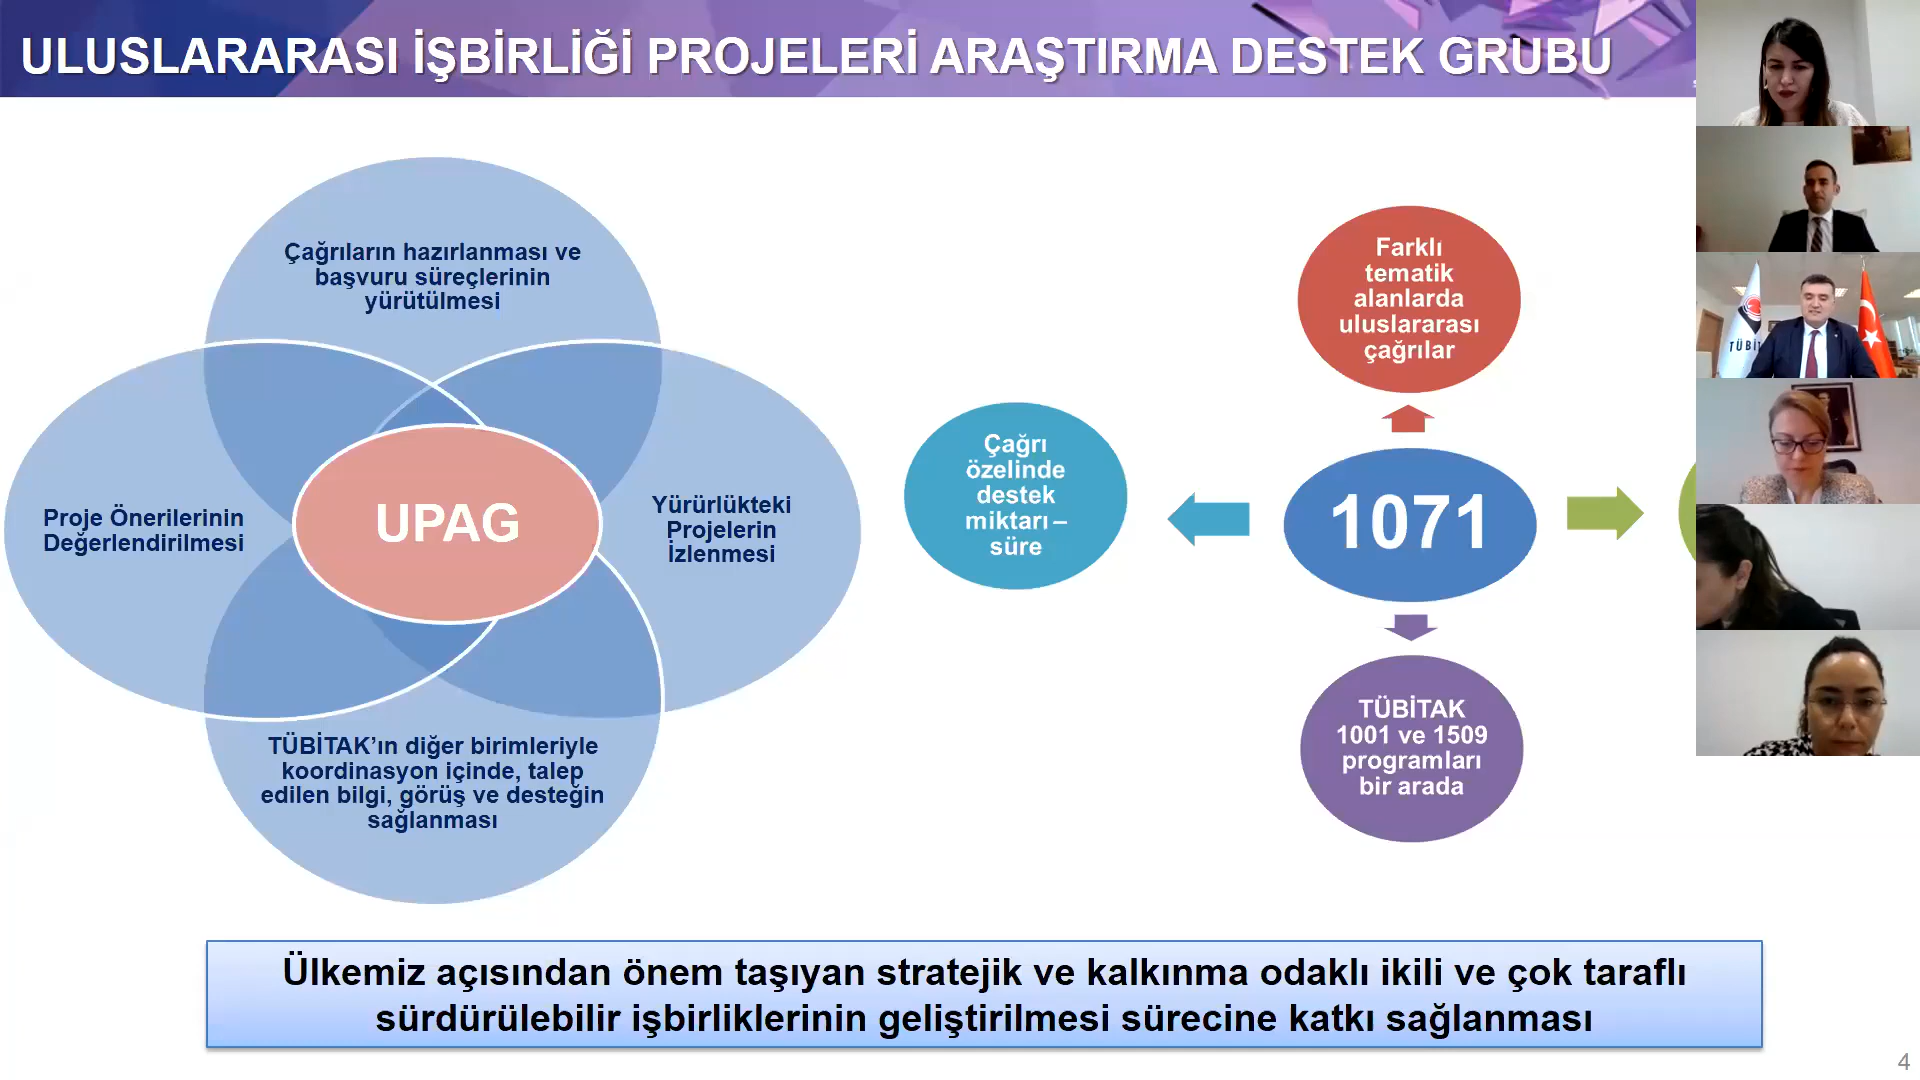 ULUSLARARASI İŞBİRLİĞİ PROJELERİ ARAŞTIRMA DESTEK GRUBU
Çağrıların hazırlanması ve
başvuru süreçlerinin
yürütülmesi
Proje Önerilerinin
Değerlendirilmesi
UPAG
Yürürlükteki
Projelerin
İzlenmesi
TÜBİTAK’ın diğer birimleriyle
koordinasyon içinde, talep
edilen bilgi, görüş ve desteğin
sağlanması
Farklı
tematik
alanlarda
uluslararası
çağrılar
Çağrı
özelinde
destek
miktarı –
süre
1071
TÜBİTAK
1001 ve 1509
programları
bir arada
Ülkemiz açısından önem taşıyan stratejik ve kalkınma odaklı ikili ve çok taraflı
sürdürülebilir işbirliklerinin geliştirilmesi sürecine katkı sağlanması
4